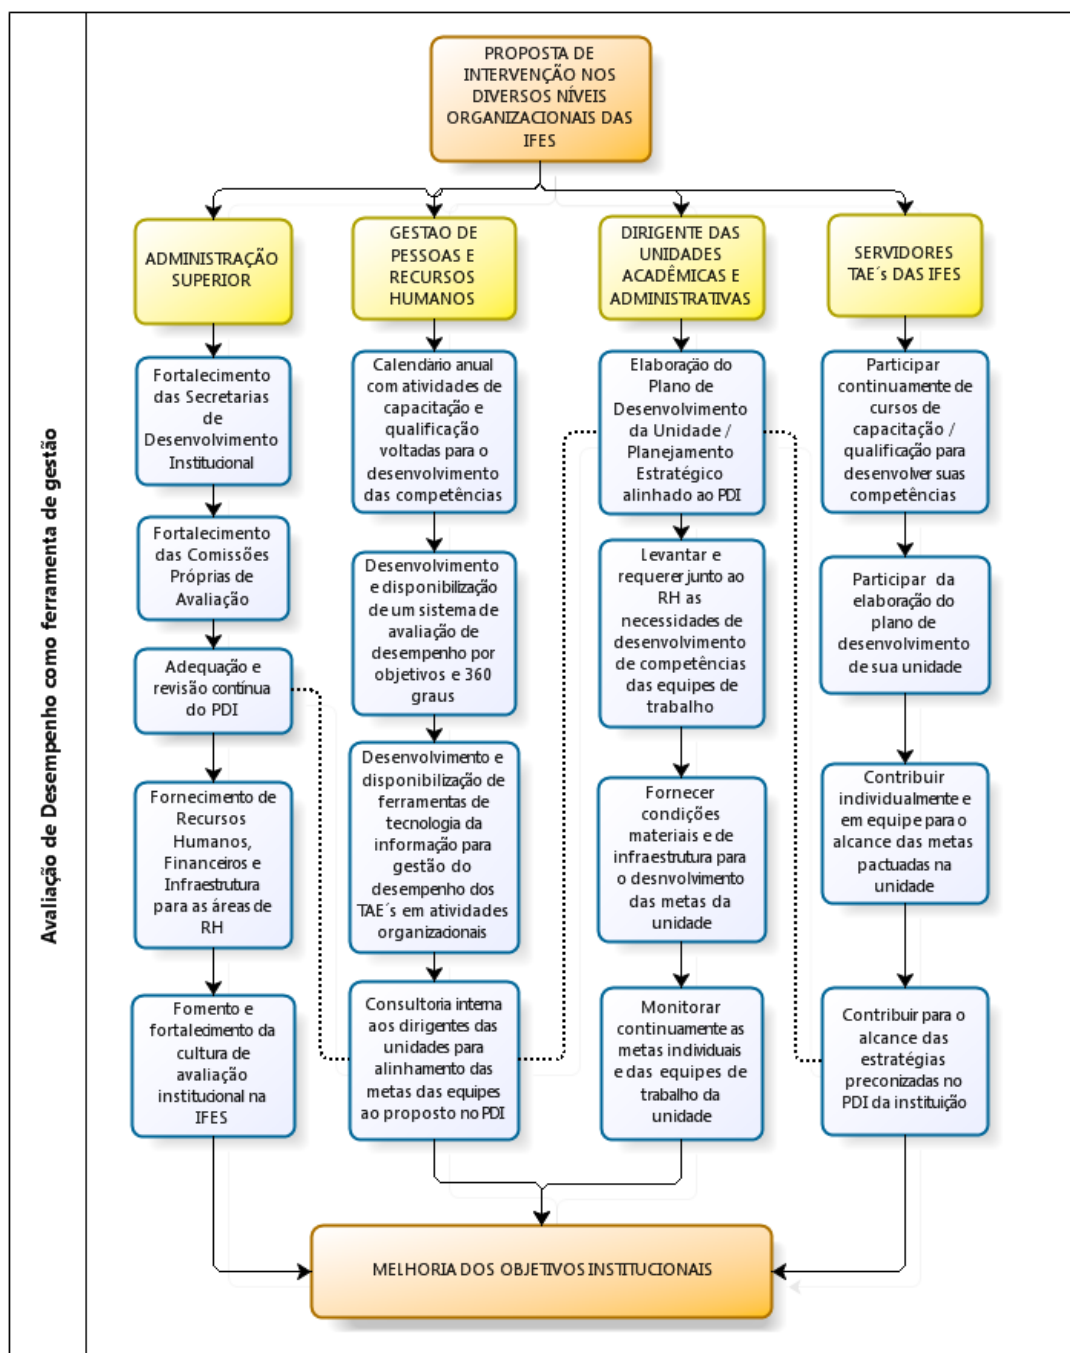 Avaliação de Desempenho como ferramenta de gestão
PROPOSTA DE
INTERVENÇÃO NOS
DIVERSOS NÍVEIS
ORGANIZACIONAIS DAS
IFES
ADMINISTRAÇÃO
SUPERIOR
Fortalecimento
das Secretarias
de
Desenvolvimento
Institucional
Fortalecimento
das Comissões
Próprias de
Avaliação
Adequação e
revisão contínua
do PDI
Fornecimento de
Recursos
Humanos,
Financeiros e
Infraestrutura
para as áreas de
RH
Fomento e
fortalecimento da
cultura de
avaliação
institucional na
IFES
GESTAO DE
PESSOAS E
RECURSOS
HUMANOS
Calendário anual
com atividades de
capacitação e
qualificação
voltadas para o
desenvolvimento
das competências
Desenvolvimento
e disponibilização
de um sistema de
avaliação de
desempenho por
objetivos e 360
graus
Desenvolvimento e
disponibilização de
ferramentas de
tecnologia da
informação para
gestão do
desempenho dos
TAE´s em atividades
organizacionais
Consultoria interna
aos dirigentes das
unidades para
alinhamento das
metas das equipes
ao proposto no PDI
DIRIGENTE DAS
UNIDADES
ACADÊMICAS E
ADMINISTRATIVAS
Elaboração do
Plano de
Desenvolvimento
da Unidade /
Planejamento
Estratégico
alinhado ao PDI
Levantar e
requerer junto ao
RH as
necessidades de
desenvolvimento
de competências
das equipes de
trabalho
Fornecer
condições
materiais e de
infraestrutura para
o desnvolvimento
das metas da
unidade
Monitorar
continuamente as
metas individuais
e das equipes de
trabalho da
unidade
SERVIDORES
TAE´s DAS IFES
Participar
continuamente de
cursos de
capacitação /
qualificação para
desenvolver suas
competências
Participar da
elaboração do
plano de
desenvolvimento
de sua unidade
Contribuir
individualmente e
em equipe para o
alcance das metas
pactuadas na
unidade
Contribuir para o
alcance das
estratégias
preconizadas no
PDI da instituição
MELHORIA DOS OBJETIVOS INSTITUCIONAIS